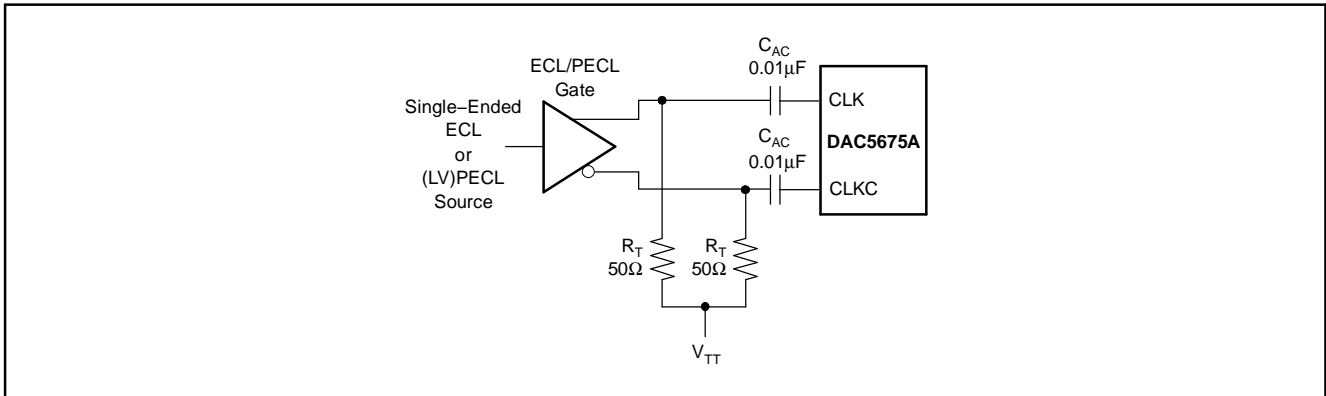 ECL/PECL
Gate
Single–Ended
ECL
or
(LV)PECL
Source
C_AC
0.01μF
CLK
C_AC
0.01μF
DAC5675A
CLKC
R_T
50Ω
R_T
50Ω
V_TT